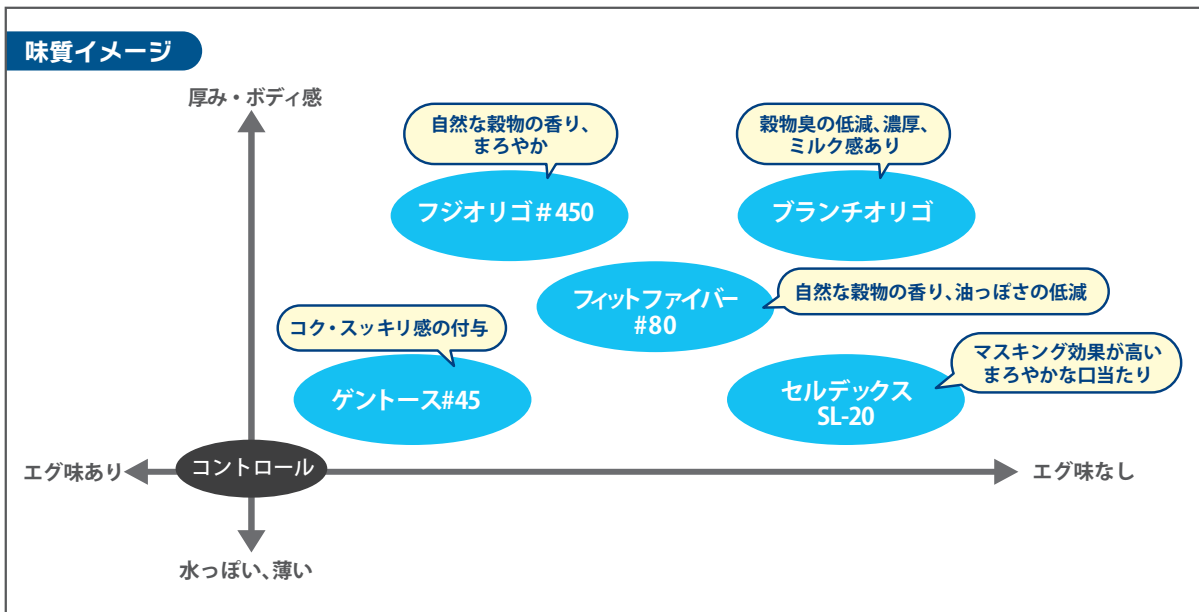 味質イメージ
厚み・ボディ感
自然な穀物の香り、
まろやか
穀物臭の低減、濃厚、
ミルク感あり
フジオリゴ#450
ブランチオリゴ
フィットファイバー
#80
自然な穀物の香り、油っぽさの低減
コク・スッキリ感の付与
マスキング効果が高い
まろやかな口当たり
ゲントース#45
セルデックス
SL-20
エグ味あり
コントロール
エグ味なし
水っぽい、薄い